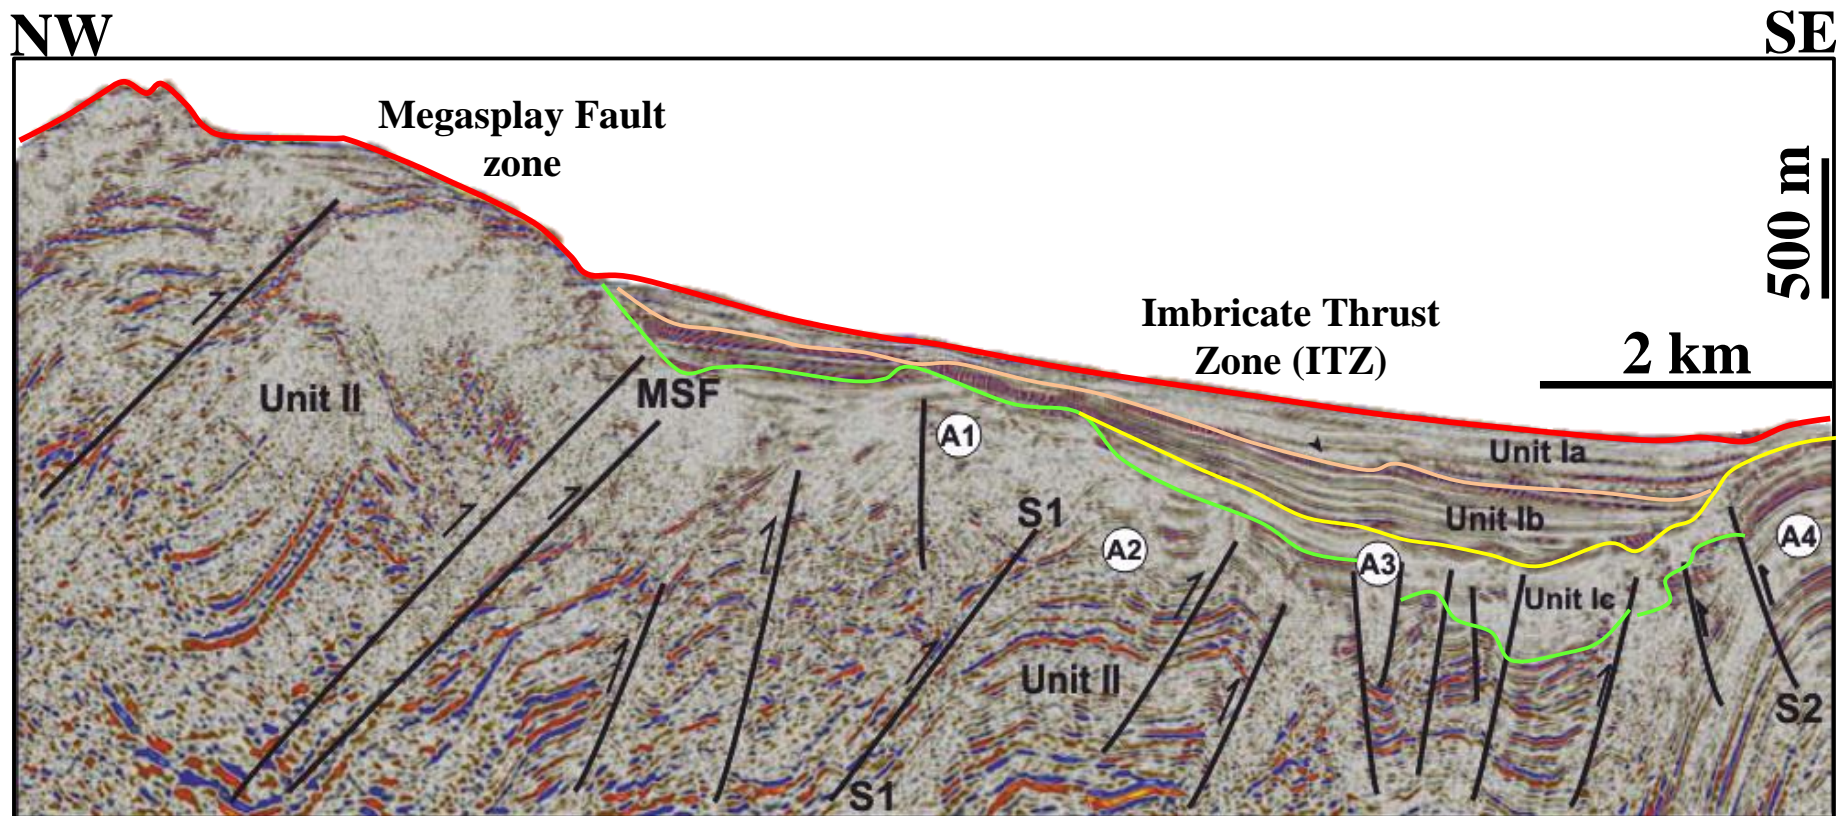 NW
SE
Megasplay Fault
zone
500 m
Imbricate Thrust
Zone (ITZ)
2 km
Unit II
MSF
A1
Unit Ia
S1
Unit Ib
A2
A3
A4
Unit Ic
Unit II
S2
S1